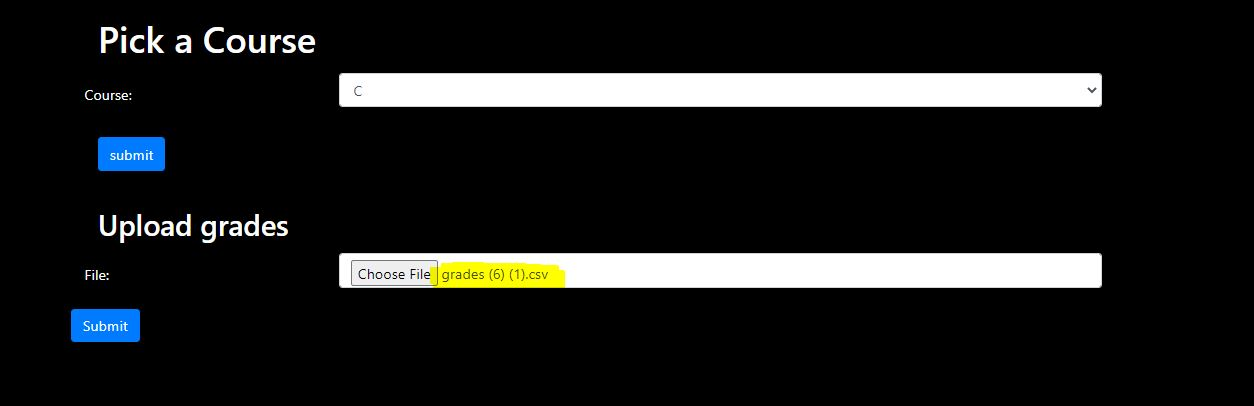 Pick a Course
Course: C
submit
Upload grades
File: Choose File grades (6) (1).csv
Submit